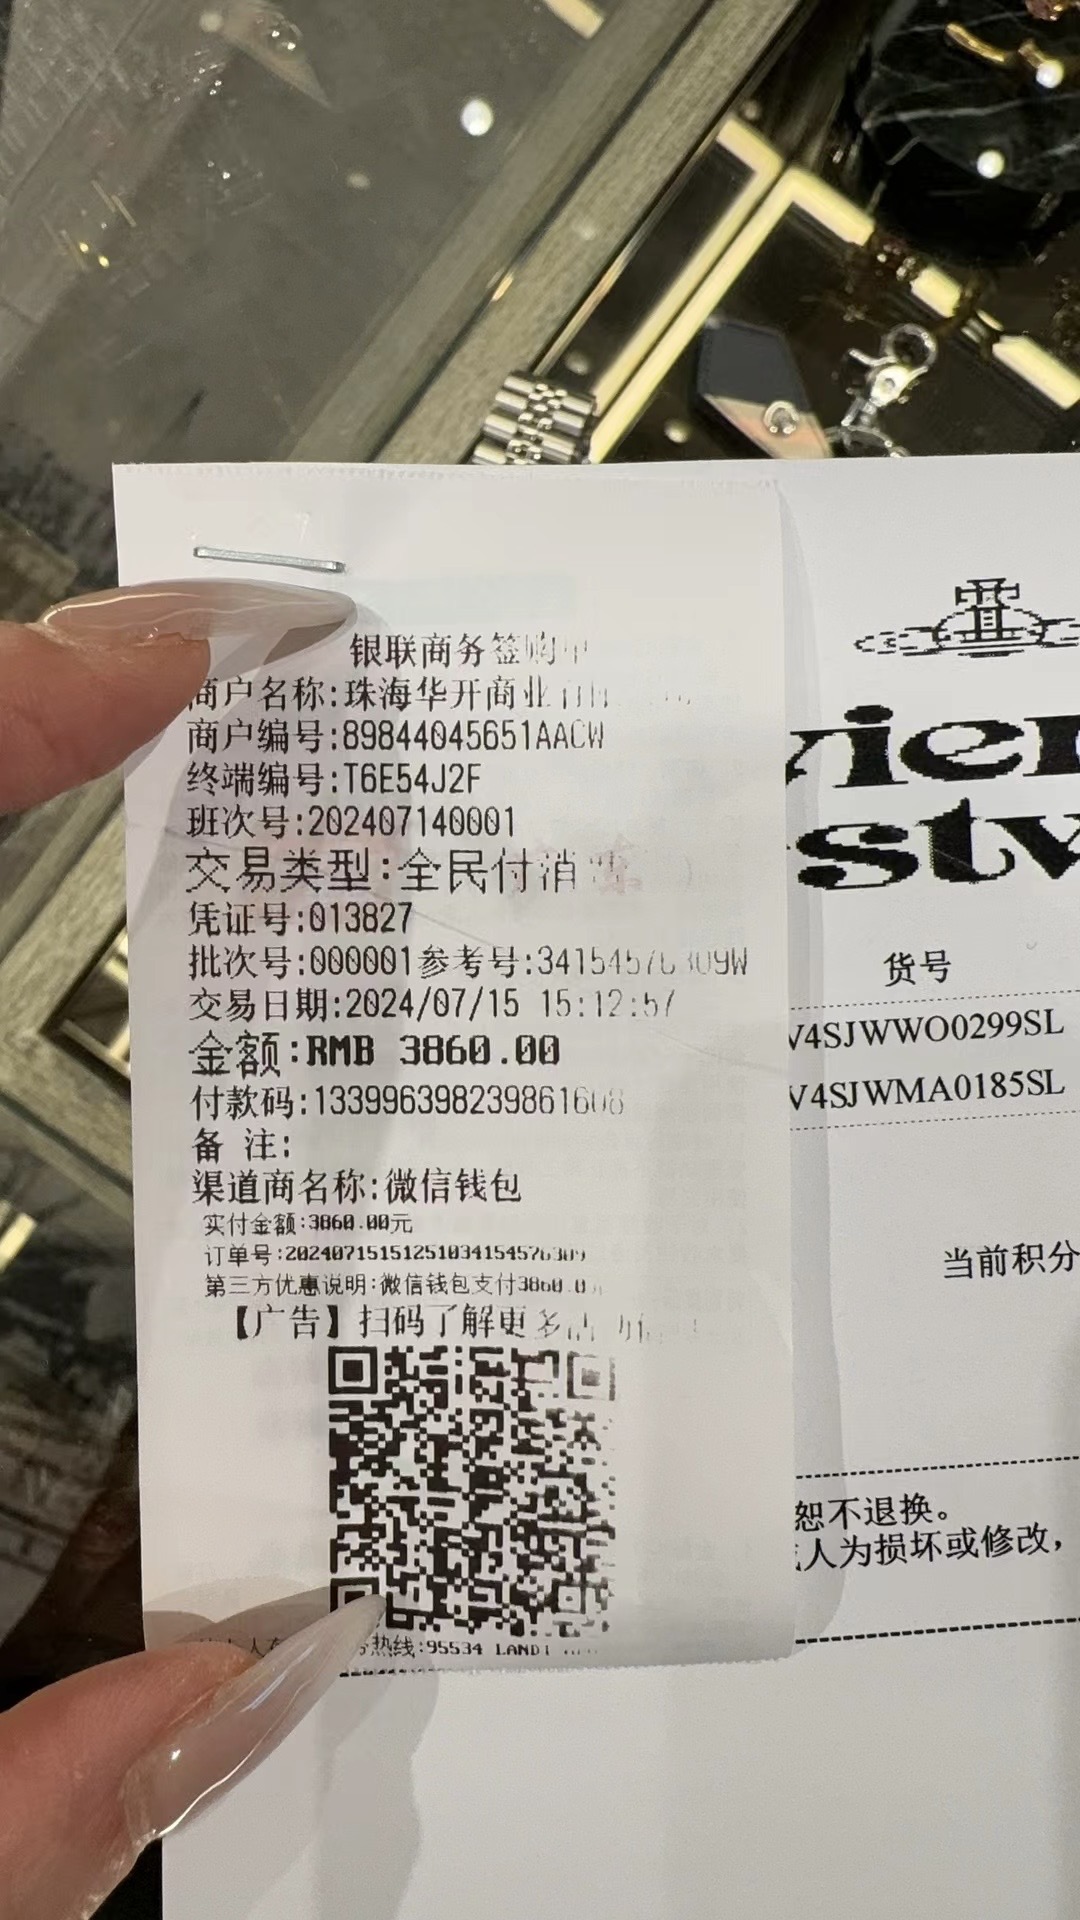 银联商务签购单
商户名称:珠海华开商业
商户编号:89844045651AACW
终端编号:T6E54J2F
班次号:202407140001
交易类型:全民付消
凭证号:013827
批次号:000001参考号:34154576309W
交易日期:2024/07/15 15:12:57
金额:RMB 3860.00
付款码:133996398239861608
备 注:
渠道商名称:微信钱包
实付金额:3860.00元
订单号:20240715151251034154576309
第三方优惠说明:微信钱包支付3860.0
【广告】扫码了解更多
热线:95534 LANDI
vier
stw
货号
V4SJWWO0299SL
V4SJWMA0185SL
当前积分
恕不退换。
人为损坏或修改，